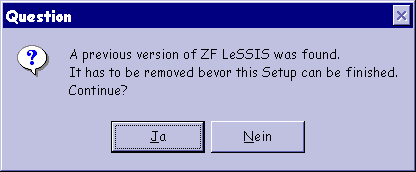 Question
A previous version of ZF LeSSIS was found.
It has to be removed bevor this Setup can be finished.
Continue?
Ja
Nein